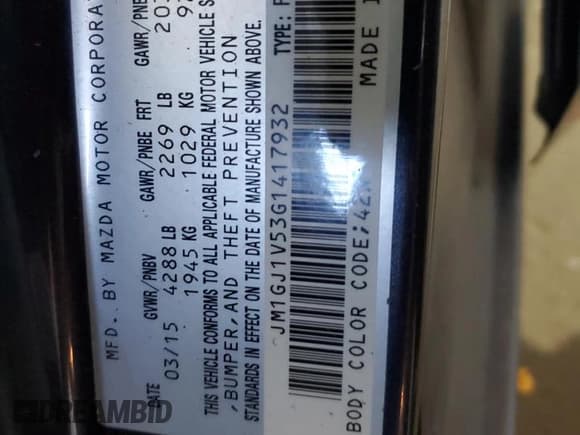 MFD. BY MAZDA MOTOR
GVWR/PNBV GAWR/PNBE FRT GAWR/PNBE
DATE 03/15 4288 LB 2269 LB
1945 KG 1029 KG
THIS VEHICLE CONFORMS TO ALL APPLICABLE FEDERAL MOTOR VEHICLE
, BUMPER, AND THEFT PREVENTION
STANDARDS IN EFFECT ON THE DATE OF MANUFACTURE SHOWN ABOVE.
JM1GJ1V53G1417932 TYPE:
BODY COLOR CODE; MADE
DREAMBID